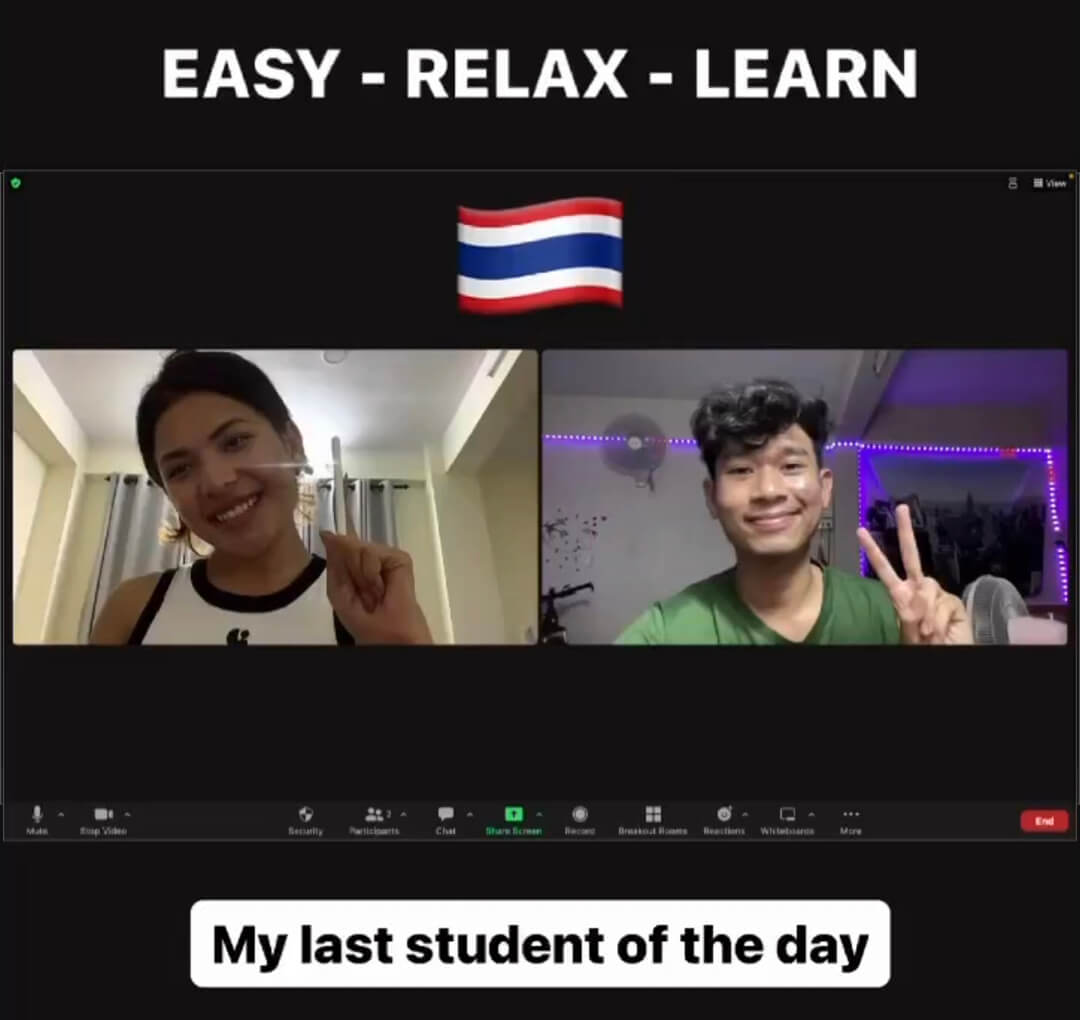 EASY - RELAX - LEARN
View
Mute
Stop Video
Security
Participants
2
Chat
Share Screen
Record
Breakout Rooms
Reactions
Whiteboards
More
End
My last student of the day